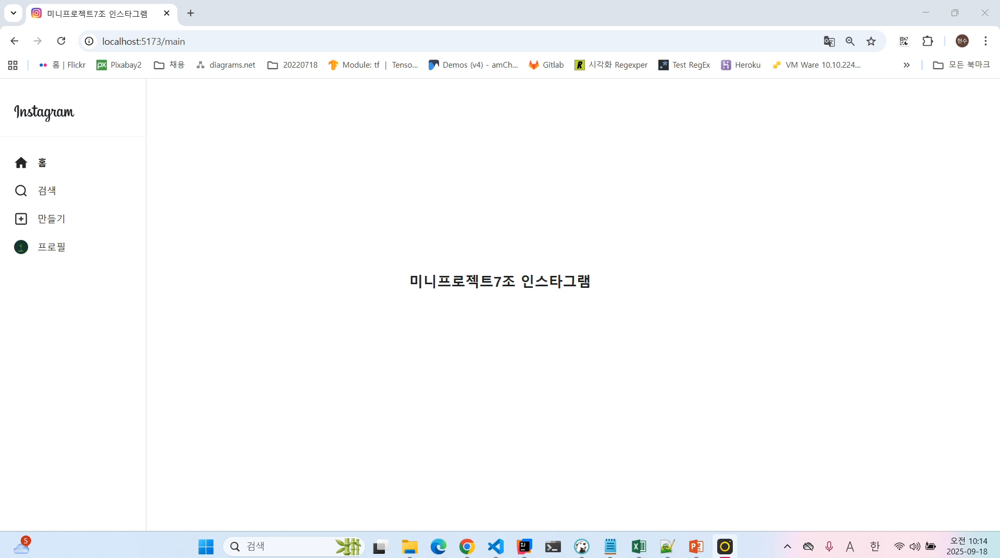 미니프로젝트7조 인스타그램
localhost:5173/main
현수
홈 | Flickr
px Pixabay2
채용
diagrams.net
20220718
Module: tf | Tenso...
Demos (v4) - amCh...
Gitlab
R 시각화 Regexper
.* Test RegEx
Heroku
VM Ware 10.10.224...
모든 북마크
Instagram
홈
검색
만들기
프로필
미니프로젝트7조 인스타그램
5
검색
A
한
오전 10:14
2025-09-18